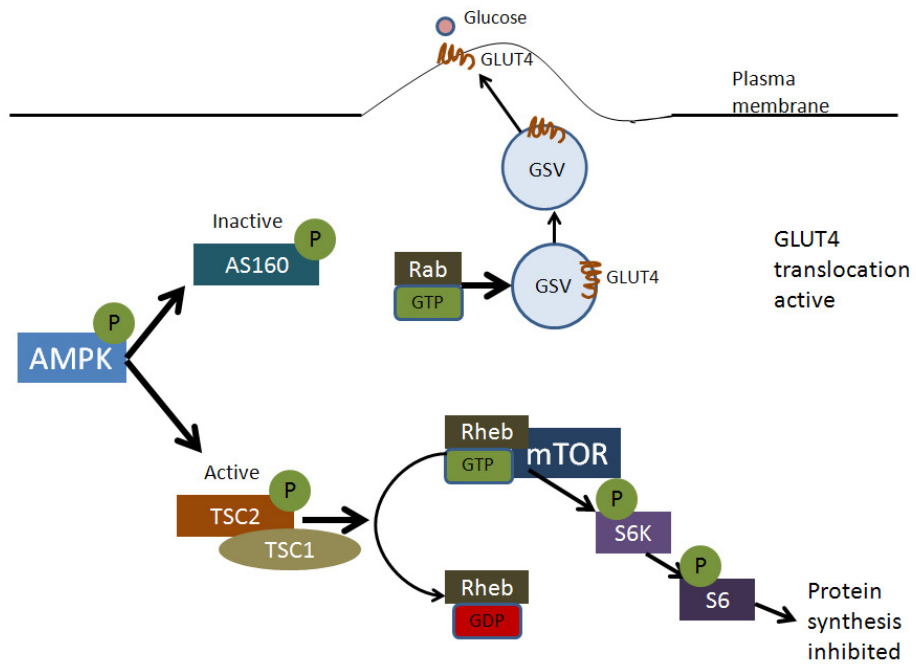 Glucose
GLUT4
Plasma
membrane
GSV
Inactive
P
AS160
Rab
GTP
GSV
GLUT4
GLUT4
translocation
active
P
AMPK
Active
P
TSC2
TSC1
Rheb
GTP
mTOR
P
S6K
P
S6
Rheb
GDP
Protein
synthesis
inhibited